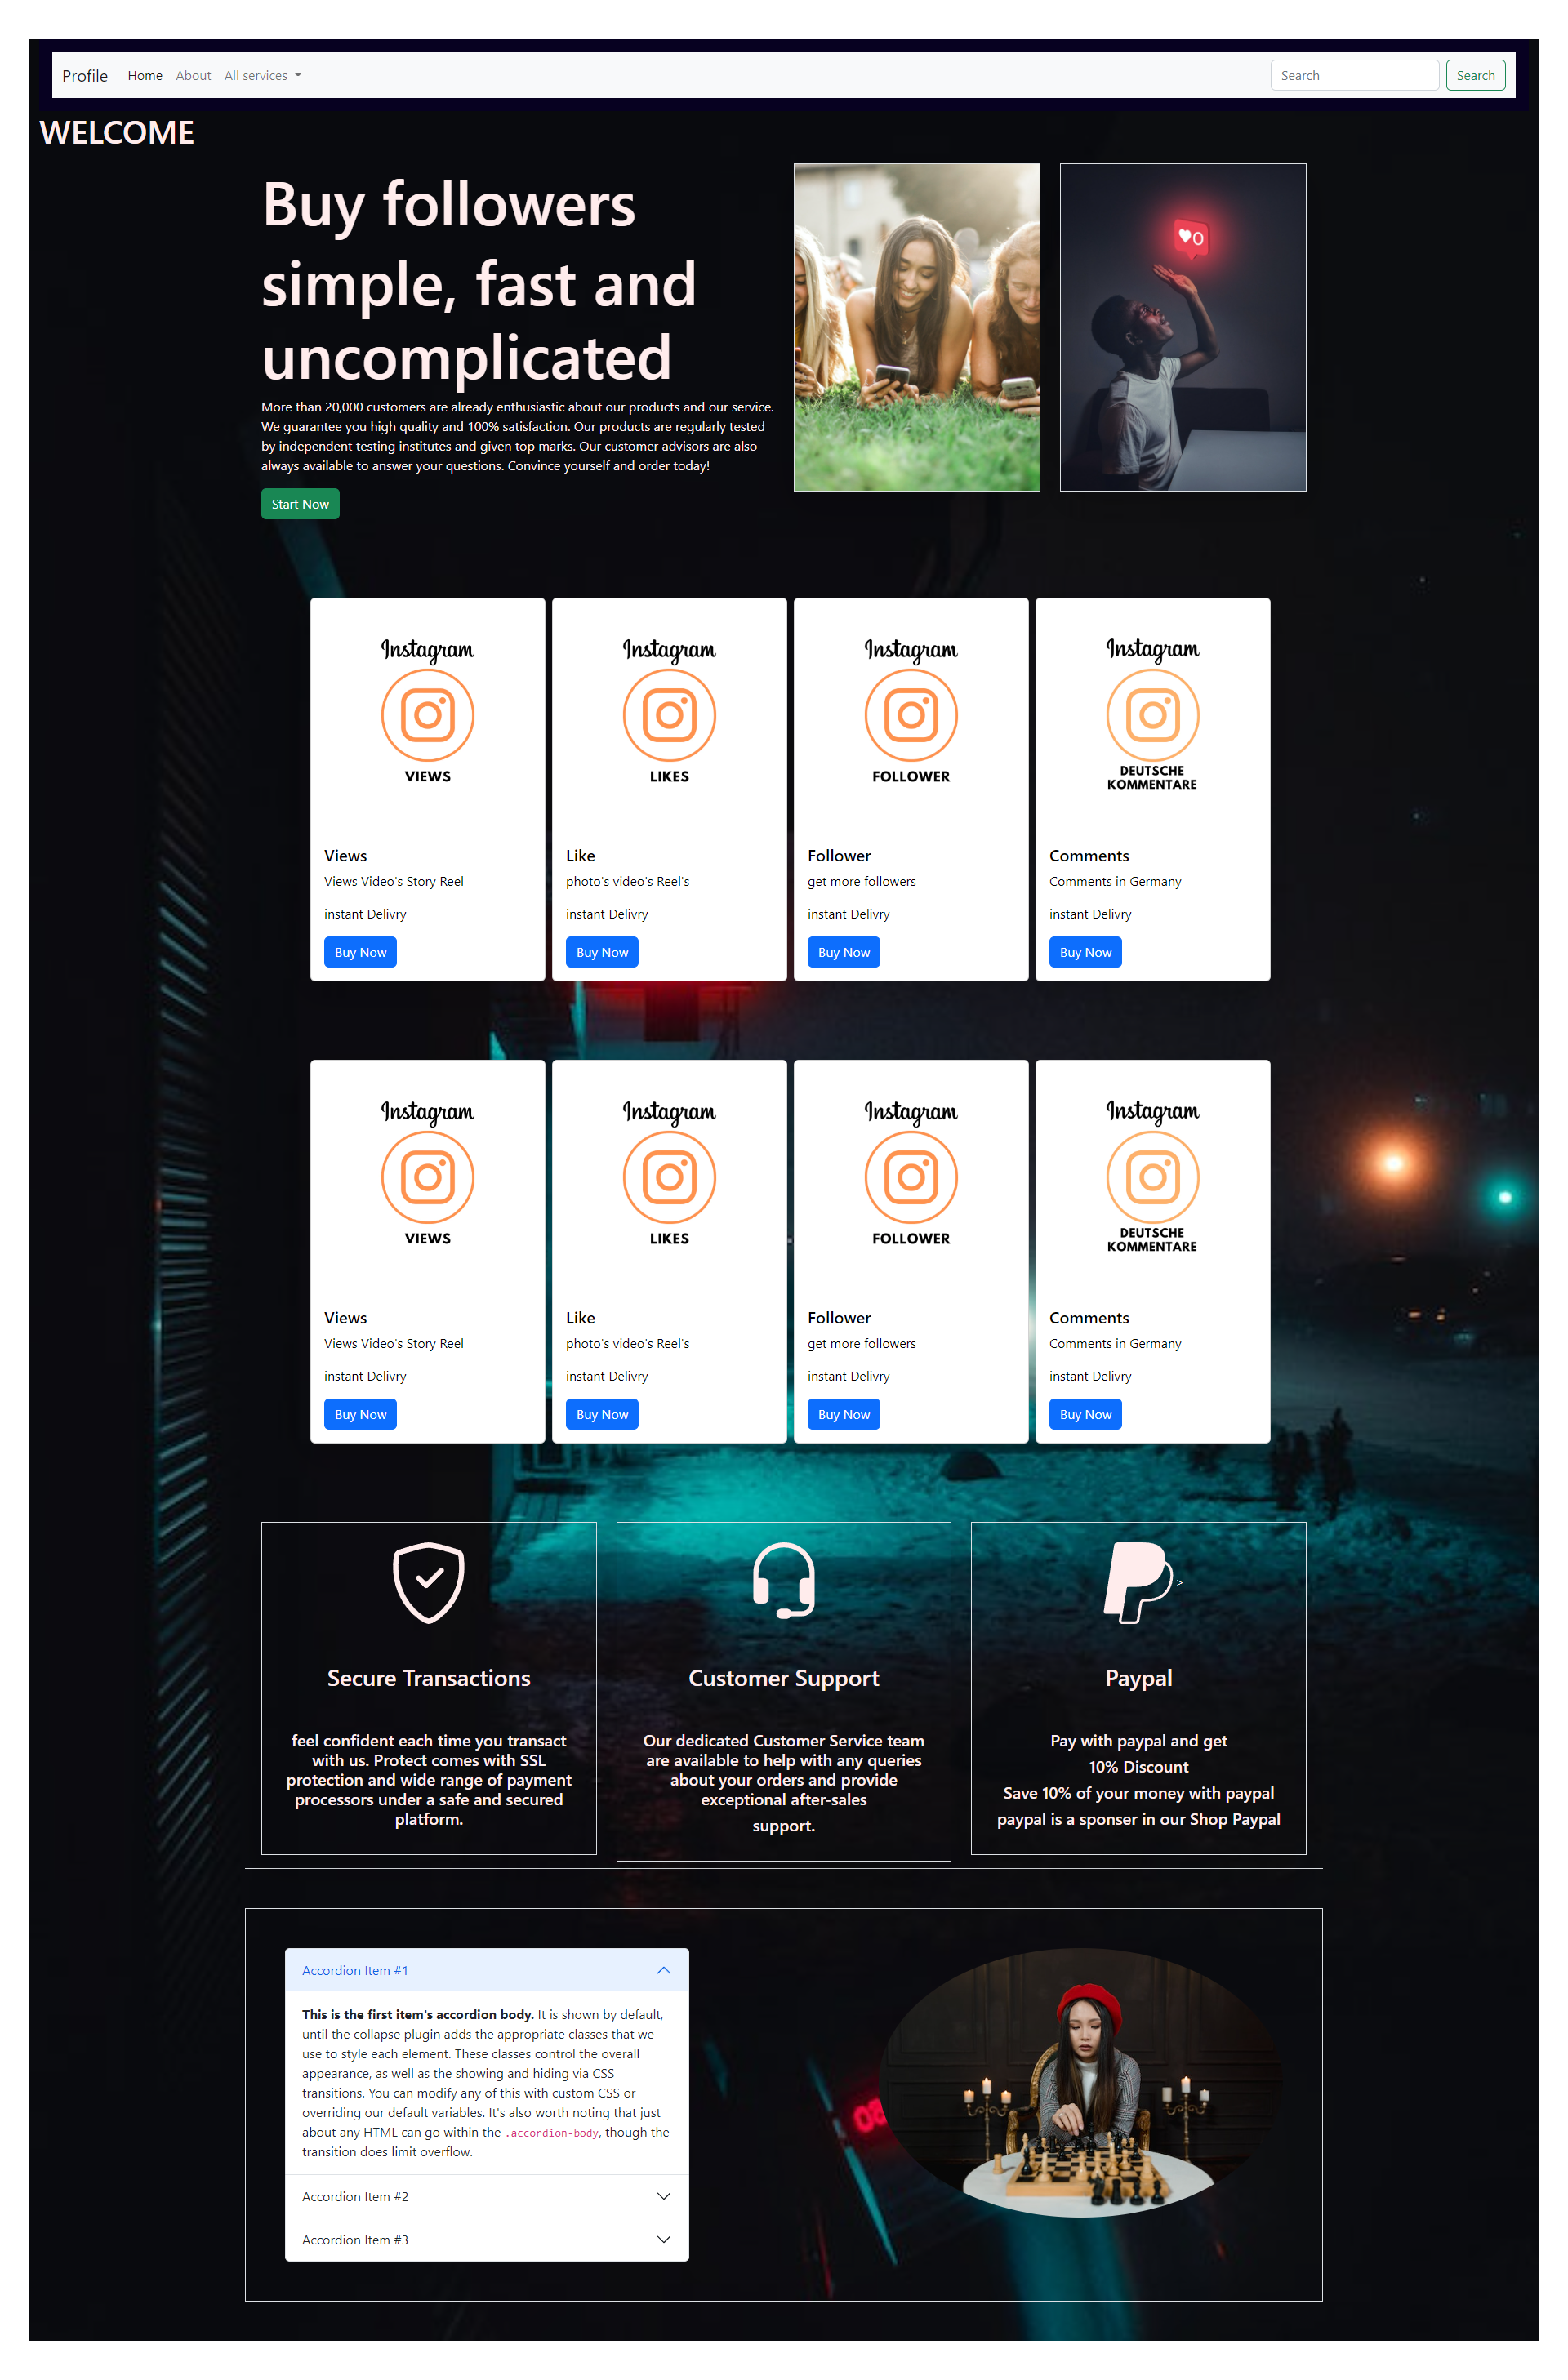 Profile Home About All services Search Search
WELCOME
Buy followers
simple, fast and
uncomplicated
More than 20,000 customers are already enthusiastic about our products and our service.
We guarantee you high quality and 100% satisfaction. Our products are regularly tested
by independent testing institutes and given top marks. Our customer advisors are also
always available to answer your questions. Convince yourself and order today!
Start Now
0
Instagram Instagram Instagram Instagram
VIEWS LIKES FOLLOWER DEUTSCHE
KOMMENTARE
Views Like Follower Comments
Views Video's Story Reel photo's video's Reel's get more followers Comments in Germany
instant Delivry instant Delivry instant Delivry instant Delivry
Buy Now Buy Now Buy Now Buy Now
Instagram Instagram Instagram Instagram
VIEWS LIKES FOLLOWER DEUTSCHE
KOMMENTARE
Views Like Follower Comments
Views Video's Story Reel photo's video's Reel's get more followers Comments in Germany
instant Delivry instant Delivry instant Delivry instant Delivry
Buy Now Buy Now Buy Now Buy Now
Secure Transactions
feel confident each time you transact
with us. Protect comes with SSL
protection and wide range of payment
processors under a safe and secured
platform.
Customer Support
Our dedicated Customer Service team
are available to help with any queries
about your orders and provide
exceptional after-sales
support.
>
Paypal
Pay with paypal and get
10% Discount
Save 10% of your money with paypal
paypal is a sponser in our Shop Paypal
Accordion Item #1
This is the first item's accordion body. It is shown by default,
until the collapse plugin adds the appropriate classes that we
use to style each element. These classes control the overall
appearance, as well as the showing and hiding via CSS
transitions. You can modify any of this with custom CSS or
overriding our default variables. It's also worth noting that just
about any HTML can go within the .accordion-body, though the
transition does limit overflow.
Accordion Item #2
Accordion Item #3